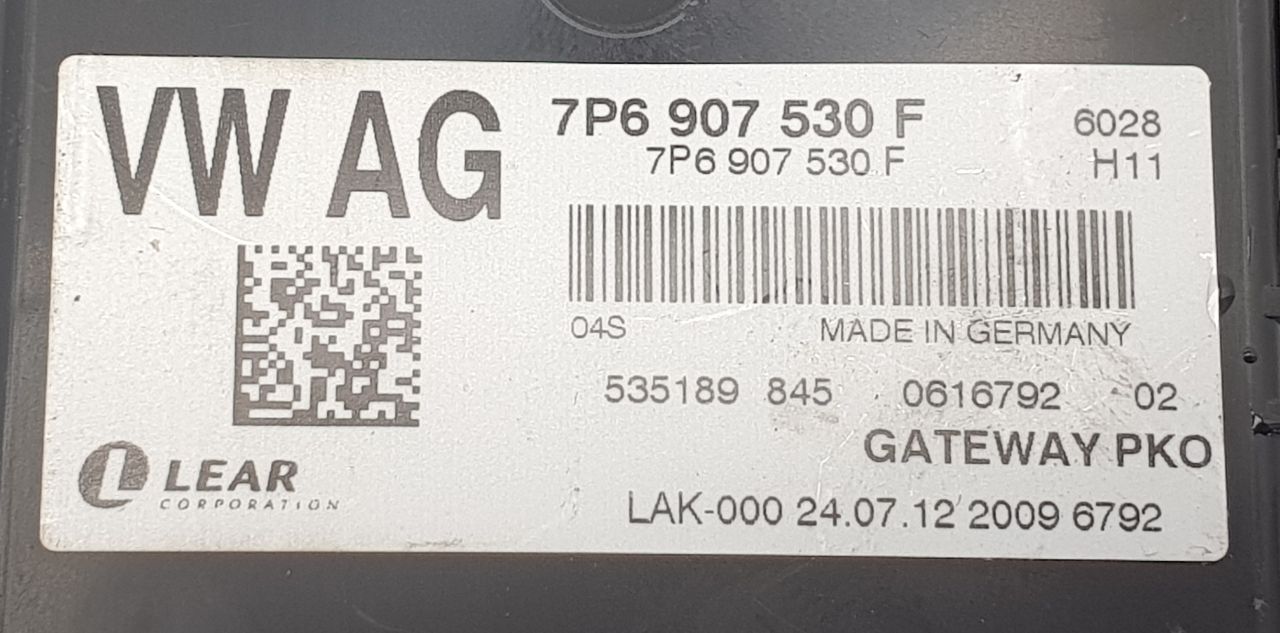 VW AG
7P6 907 530 F
6028
7P6 907 530 F
H11
04S
MADE IN GERMANY
535189 845 0616792 02
GATEWAY PKO
LEAR
CORPORATION
LAK-000 24.07.12 2009 6792